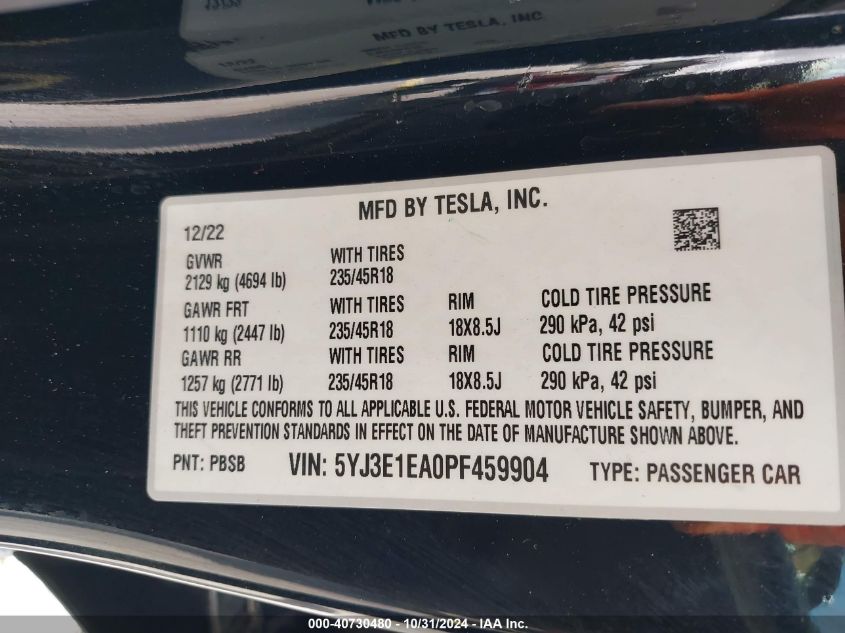 MFD BY TESLA, INC.
MFD BY TESLA, INC.
12/22
GVWR WITH TIRES
2129 kg (4694 lb) 235/45R18
GAWR FRT WITH TIRES RIM COLD TIRE PRESSURE
1110 kg (2447 lb) 235/45R18 18X8.5J 290 kPa, 42 psi
GAWR RR WITH TIRES RIM COLD TIRE PRESSURE
1257 kg (2771 lb) 235/45R18 18X8.5J 290 kPa, 42 psi
THIS VEHICLE CONFORMS TO ALL APPLICABLE U.S. FEDERAL MOTOR VEHICLE SAFETY, BUMPER, AND
THEFT PREVENTION STANDARDS IN EFFECT ON THE DATE OF MANUFACTURE SHOWN ABOVE.
PNT: PBSB VIN: 5YJ3E1EA0PF459904 TYPE: PASSENGER CAR
000-40730480 - 10/31/2024 - IAA Inc.